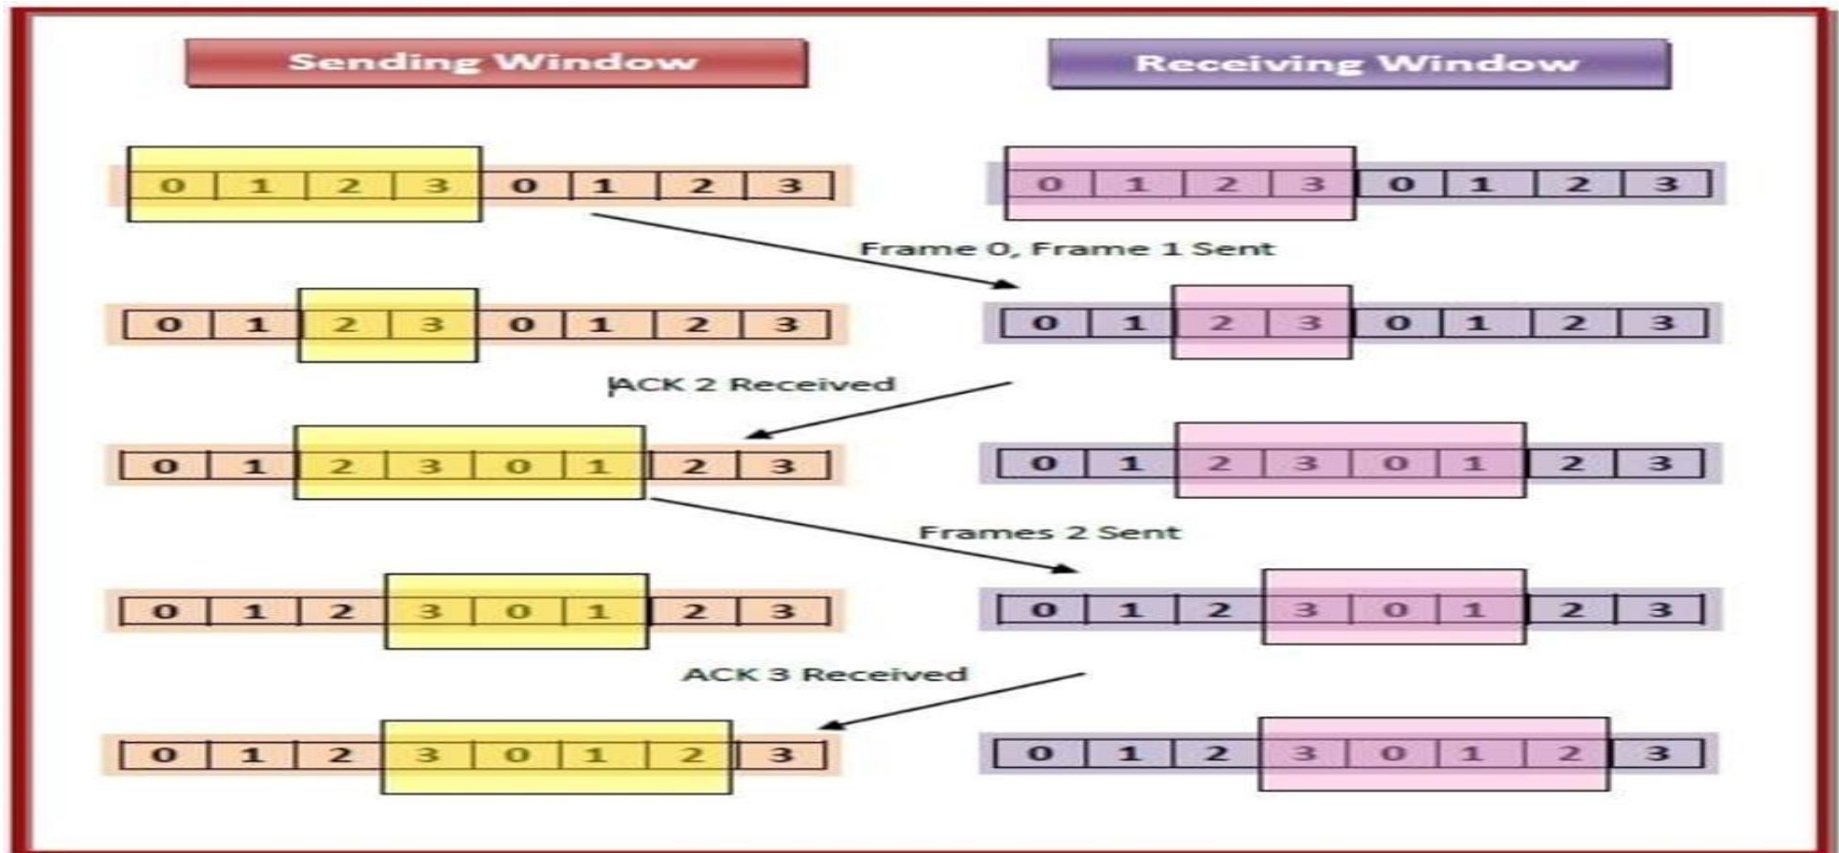 Sending Window Receiving Window
0 1 2 3 0 1 2 3 0 1 2 3 0 1 2 3
Frame 0, Frame 1 Sent
0 1 2 3 0 1 2 3 0 1 2 3 0 1 2 3
ACK 2 Received
0 1 2 3 0 1 2 3 0 1 2 3 0 1 2 3
Frames 2 Sent
0 1 2 3 0 1 2 3 0 1 2 3 0 1 2 3
ACK 3 Received
0 1 2 3 0 1 2 3 0 1 2 3 0 1 2 3